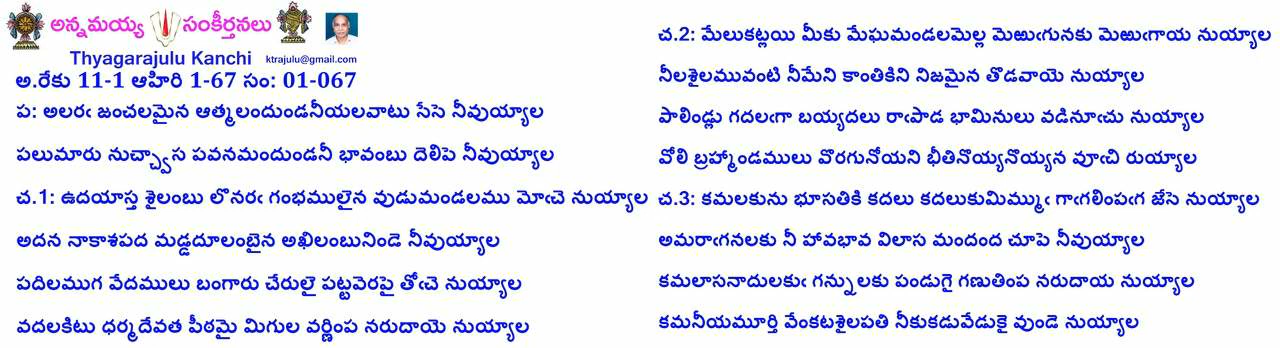 అన్నమయ్య సంకీర్తనలు
Thyagarajulu Kanchi ktrajulu@gmail.com
అ.రేకు 11-1 ఆహిరి 1-67 సం: 01-067
ప: అలరఁ జంచలమైన ఆత్మలందుండనీయలవాటు సేసె నీవుయ్యాల
పలుమారు నుచ్ఛ్వాస పవనమందుండనీ భావంబు దెలిపె నీవుయ్యాల
చ.1: ఉదయాస్త శైలంబు లొనరఁ గంభములైన వుడుమండలము మోఁచె నుయ్యాల
అదన నాకాశపద మడ్డదూలంబైన అఖిలంబునిండె నీవుయ్యాల
పదిలముగ వేదములు బంగారు చేరులై పట్టవెరపై తోఁచె నుయ్యాల
వదలకిటు ధర్మదేవత పీఠమై మిగుల వర్ణింప నరుదాయె నుయ్యాల
చ.2: మేలుకట్లయి మీకు మేఘమండలమెల్ల మెఱుఁగునకు మెఱుఁగాయ నుయ్యాల
నీలశైలమువంటి నీమేని కాంతికిని నిజమైన తొడవాయె నుయ్యాల
పాలిండ్లు గదలఁగా బయ్యదలు రాఁపాడ భామినులు వడినూఁచు నుయ్యాల
వోలి బ్రహ్మాండములు వొరగునోయని భీతినొయ్యనొయ్యన వూఁచి రుయ్యాల
చ.3: కమలకును భూసతికి కదలు కదలుకుమిమ్ముఁ గాఁగలింపఁగ జేసె నుయ్యాల
అమరాఁగనలకు నీ హావభావ విలాస మందంద చూపె నీవుయ్యాల
కమలాసనాదులకుఁ గన్నులకు పండుగై గణుతింప నరుదాయ నుయ్యాల
కమనీయమూర్తి వేంకటశైలపతి నీకుకడువేడుకై వుండె నుయ్యాల